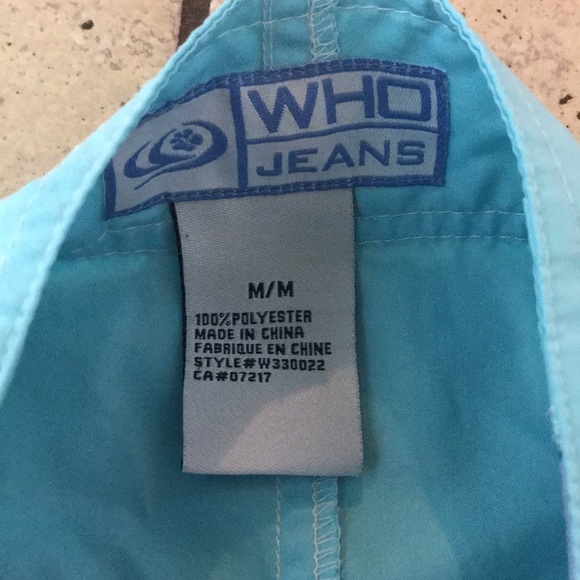 WHO
JEANS
M/M
100%POLYESTER
MADE IN CHINA
FABRIQUE EN CHINE
STYLE#W330022
CA#07217